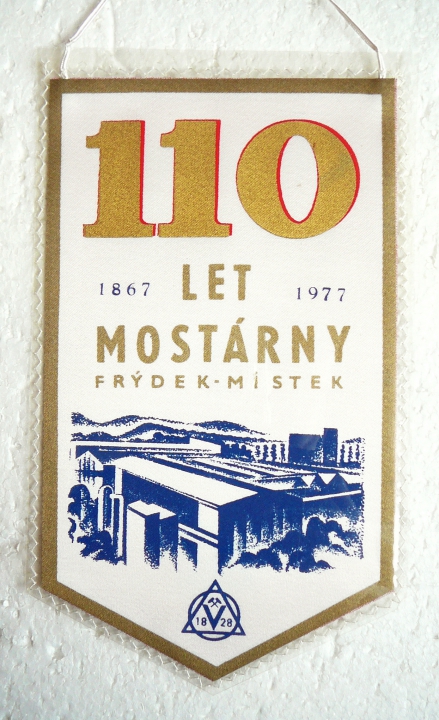 110
1867 LET 1977
MOSTÁRNY
FRÝDEK-MÍSTEK
18 V 28